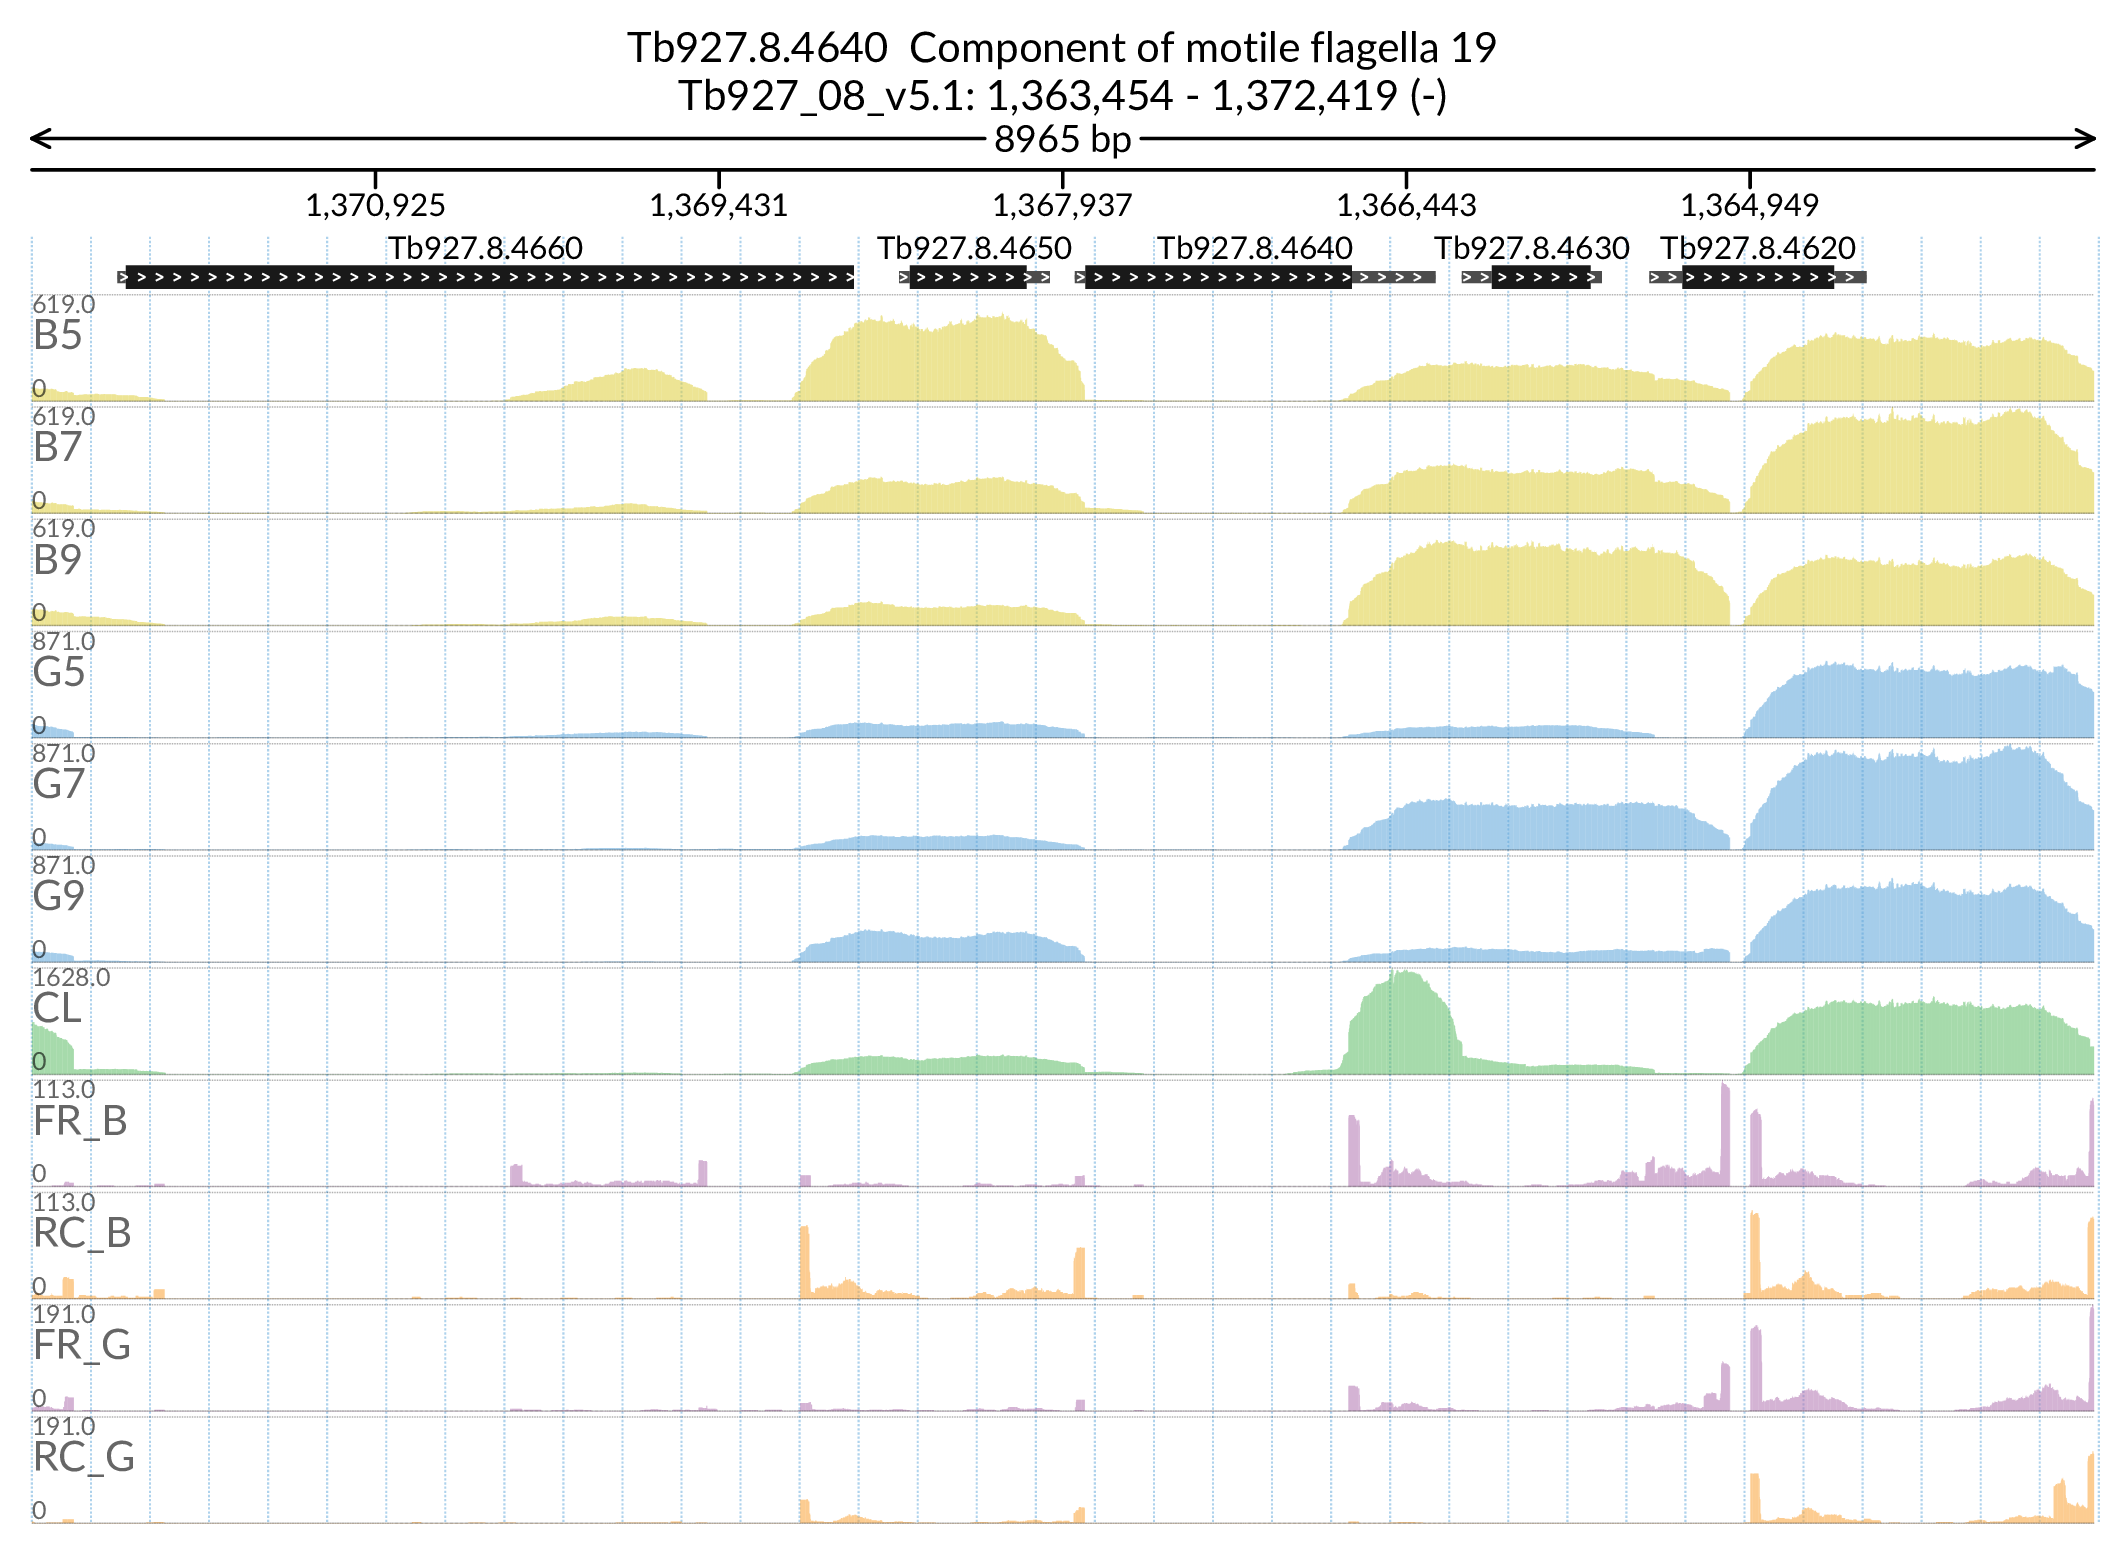 Tb927.8.4640  Component of motile flagella 19
Tb927_08_v5.1: 1,363,454 - 1,372,419 (-)
8965 bp
1,370,925 1,369,431 1,367,937 1,366,443 1,364,949
Tb927.8.4660 Tb927.8.4650 Tb927.8.4640 Tb927.8.4630 Tb927.8.4620
619.0
B5
0
619.0
B7
0
619.0
B9
0
871.0
G5
0
871.0
G7
0
871.0
G9
0
1628.0
CL
0
113.0
FR_B
0
113.0
RC_B
0
191.0
FR_G
0
191.0
RC_G
0